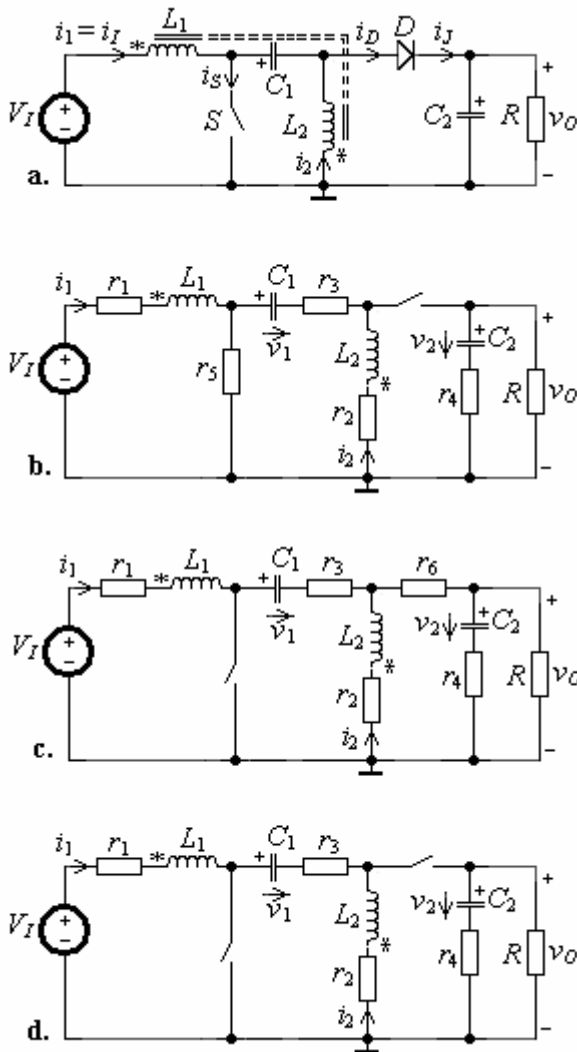 i1 = iI * L1 iD D iJ
+ C1 + +
iS
VI + − S L2 C2 R vO
i2 * −
a.
i1 r1 * L1 C1 r3
+ v1 + +
L2 v2 C2
VI + − r5 * r4 R vO
r2
i2 −
b.
i1 r1 * L1 C1 r3 r6
+ v1 + +
L2 v2 C2
VI + − * r4 R vO
r2
i2 −
c.
i1 r1 * L1 C1 r3
+ v1 + +
L2 v2 C2
VI + − * r4 R vO
r2
i2 −
d.